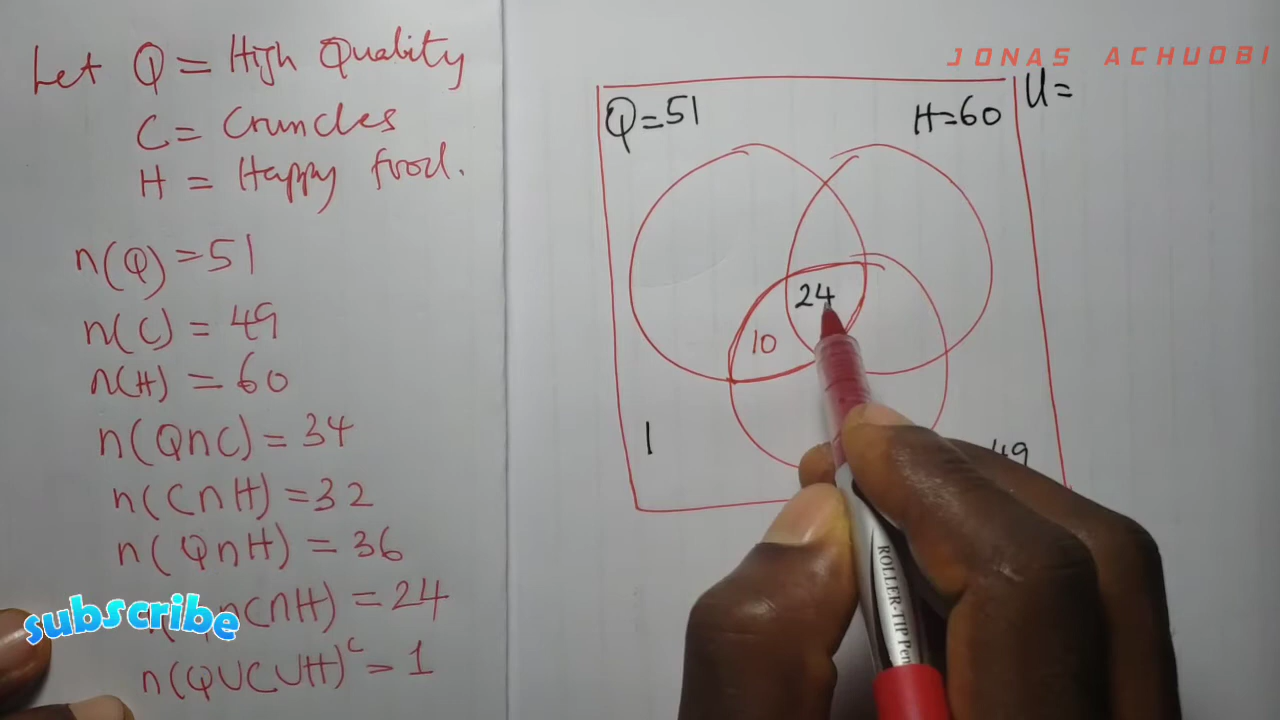 Let Q = High Quality
C = Crunches
H = Happy food.
n(Q) = 51
n(C) = 49
n(H) = 60
n(Q∩C) = 34
n(C∩H) = 32
n(Q∩H) = 36
∩C∩H) = 24
n(Q∪C∪H)ᶜ = 1
subscribe
JONAS ACHUOBI
U =
Q = 51
H = 60
24
10
1
49
ROLLER-TIP Pen